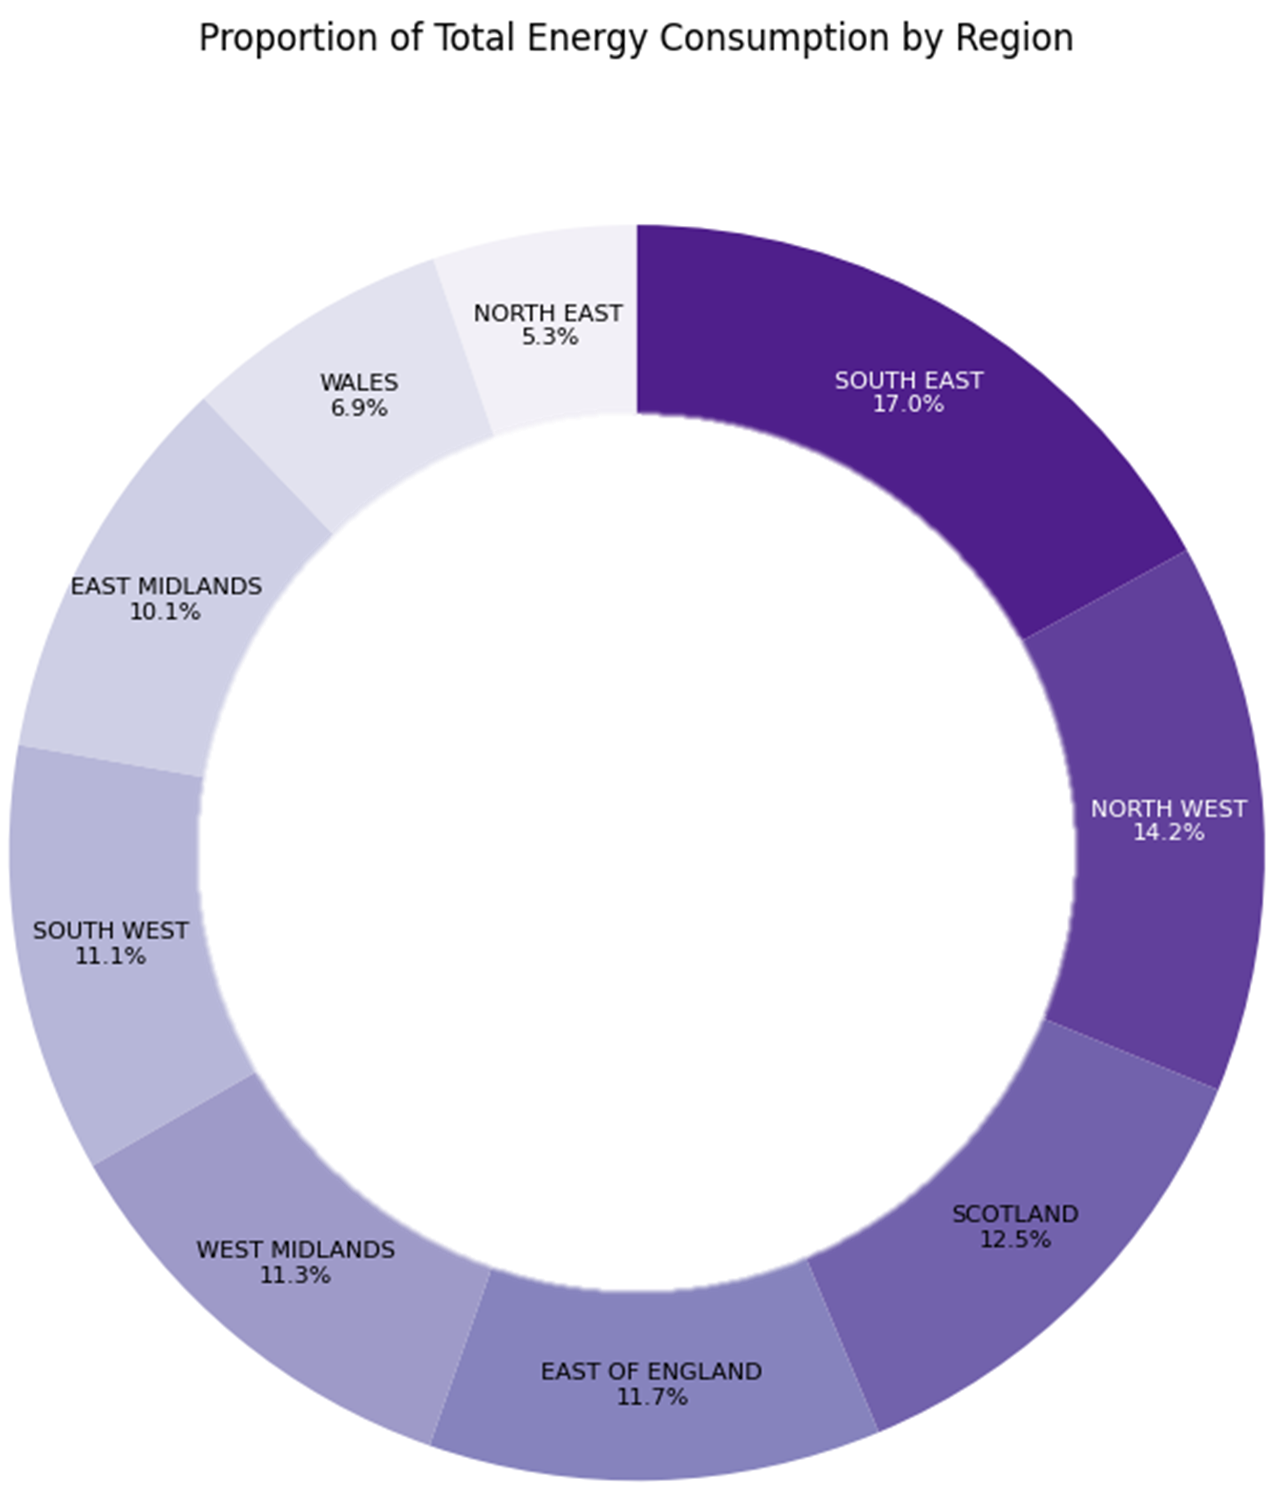 Proportion of Total Energy Consumption by Region
SOUTH EAST
17.0%
NORTH WEST
14.2%
SCOTLAND
12.5%
EAST OF ENGLAND
11.7%
WEST MIDLANDS
11.3%
SOUTH WEST
11.1%
EAST MIDLANDS
10.1%
WALES
6.9%
NORTH EAST
5.3%